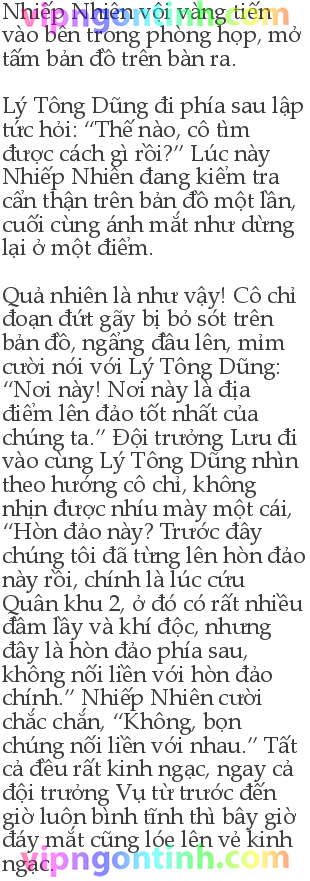 Nhiếp Nhiên vội vàng tiến
vipngontinh.com
vào bên trong phòng họp, mở
tấm bản đồ trên bàn ra.
Lý Tông Dũng đi phía sau lập
tức hỏi: “Thế nào, cô tìm
được cách gì rồi?” Lúc này
Nhiếp Nhiên đang kiểm tra
cẩn thận trên bản đồ một lần,
cuối cùng ánh mắt như dừng
lại ở một điểm.
Quả nhiên là như vậy! Cô chỉ
đoạn đứt gãy bị bỏ sót trên
bản đồ, ngẩng đầu lên, mỉm
cười nói với Lý Tông Dũng:
“Nơi này! Nơi này là địa
điểm lên đảo tốt nhất của
chúng ta.” Đội trưởng Lưu đi
vào cùng Lý Tông Dũng nhìn
theo hướng cô chỉ, không
nhịn được nhíu mày một cái,
“Hòn đảo này? Trước đây
chúng tôi đã từng lên hòn đảo
này rồi, chính là lúc cứu
Quân khu 2, ở đó có rất nhiều
đầm lầy và khí độc, nhưng
đây là hòn đảo phía sau,
không nối liền với hòn đảo
chính.” Nhiếp Nhiên cười
chắc chắn, “Không, bọn
chúng nối liền với nhau.” Tất
cả đều rất kinh ngạc, ngay cả
đội trưởng Vụ từ trước đến
giờ luôn bình tĩnh thì bây giờ
đáy mắt cũng lóe lên vẻ kinh
ngạc.
vipngontinh.com